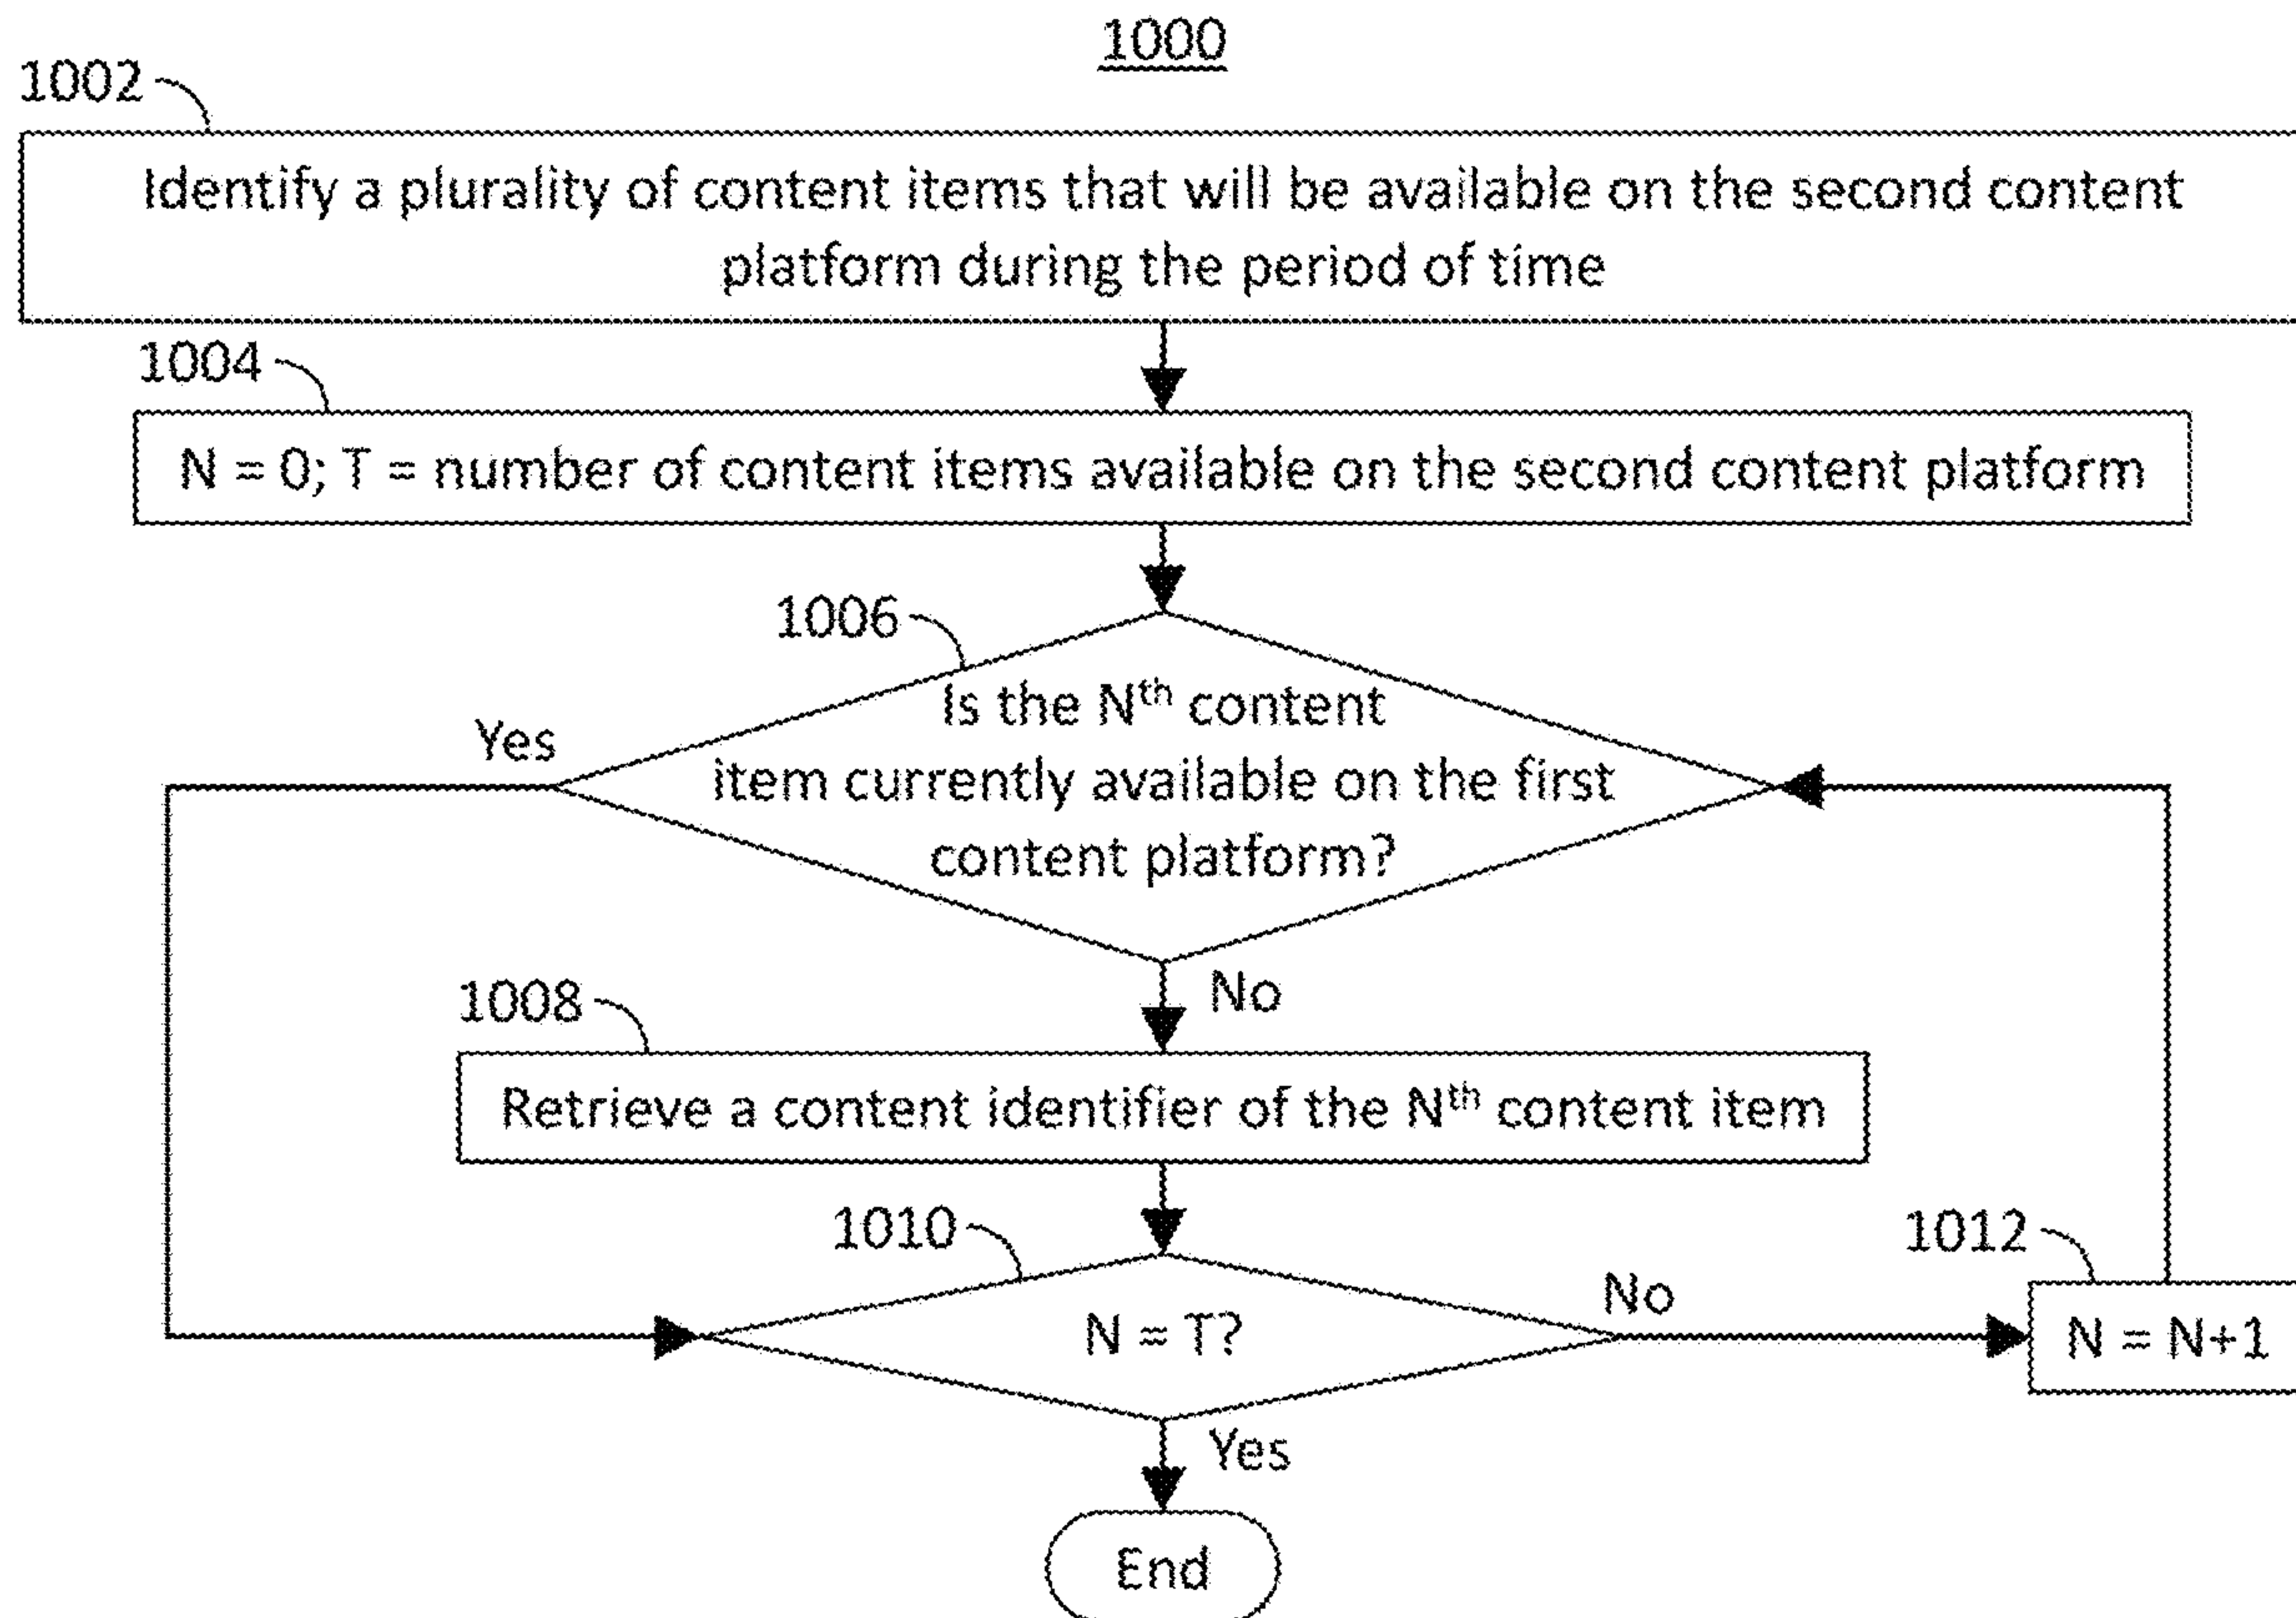 1000
1002
Identify a plurality of content items that will be available on the second content
platform during the period of time
1004
N = 0; T = number of content items available on the second content platform
1006
Is the Nth content
item currently available on the first
content platform?
Yes
No
1008
Retrieve a content identifier of the Nth content item
1010
N = T?
No
1012
N = N+1
Yes
End